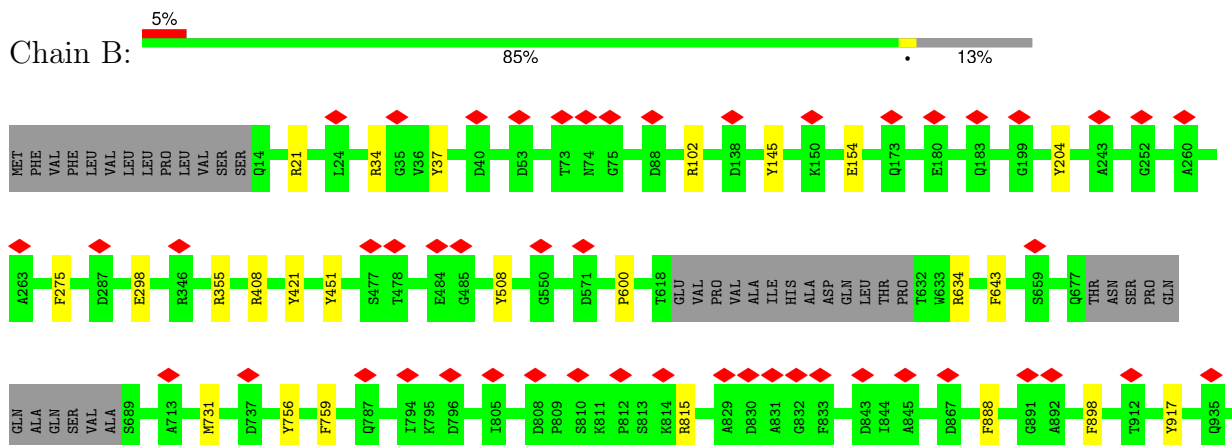 5%
Chain B:
85% • 13%
MET PHE VAL PHE LEU VAL LEU LEU PRO LEU VAL SER SER Q14 R21 L24 R34 G35 V36 Y37 D40 D53 T73 N74 G75 D88 R102 D138 Y145 K150 E154 Q173 E180 Q183 G199 Y204 A243 G252 A260
A263 F275 D287 E298 R346 R355 R408 Y421 Y451 S477 T478 E484 G485 Y508 G550 D571 P600 T618 GLU VAL PRO VAL ALA ILE HIS ALA ASP GLN LEU THR PRO T632 W633 R634 F643 S659 Q677 THR ASN SER PRO GLN
GLN ALA GLN SER VAL ALA S689 A713 M731 D737 Y756 F759 Q787 I794 K795 D796 I805 D808 P809 S810 K811 P812 S813 K814 R815 A829 D830 A831 G832 F833 D843 I844 A845 D867 F888 G891 A892 F898 T912 Y917 Q935